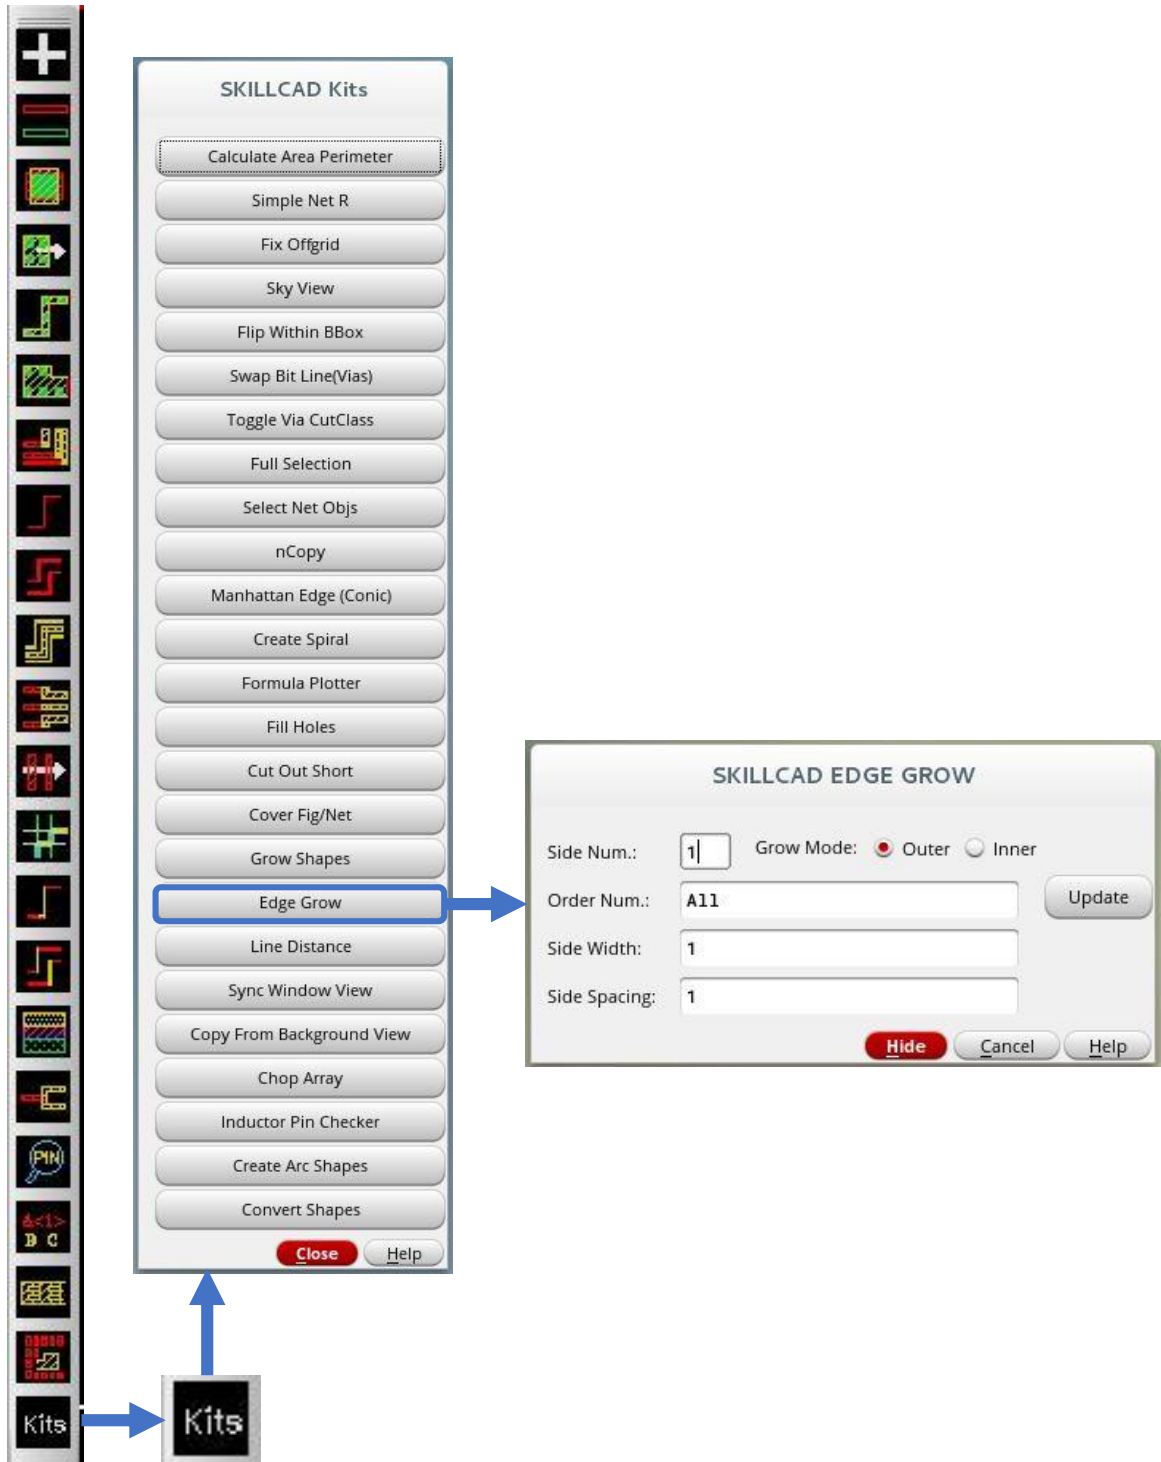 SKILLCAD Kits
Calculate Area Perimeter
Simple Net R
Fix Offgrid
Sky View
Flip Within BBox
Swap Bit Line(Vias)
Toggle Via CutClass
Full Selection
Select Net Objs
nCopy
Manhattan Edge (Conic)
Create Spiral
Formula Plotter
Fill Holes
Cut Out Short
Cover Fig/Net
Grow Shapes
Edge Grow
Line Distance
Sync Window View
Copy From Background View
Chop Array
Inductor Pin Checker
Create Arc Shapes
Convert Shapes
Close Help
SKILLCAD EDGE GROW
Side Num.: 1 Grow Mode: Outer Inner
Order Num.: All Update
Side Width: 1
Side Spacing: 1
Hide Cancel Help
PIN
B C
Kits
Kits